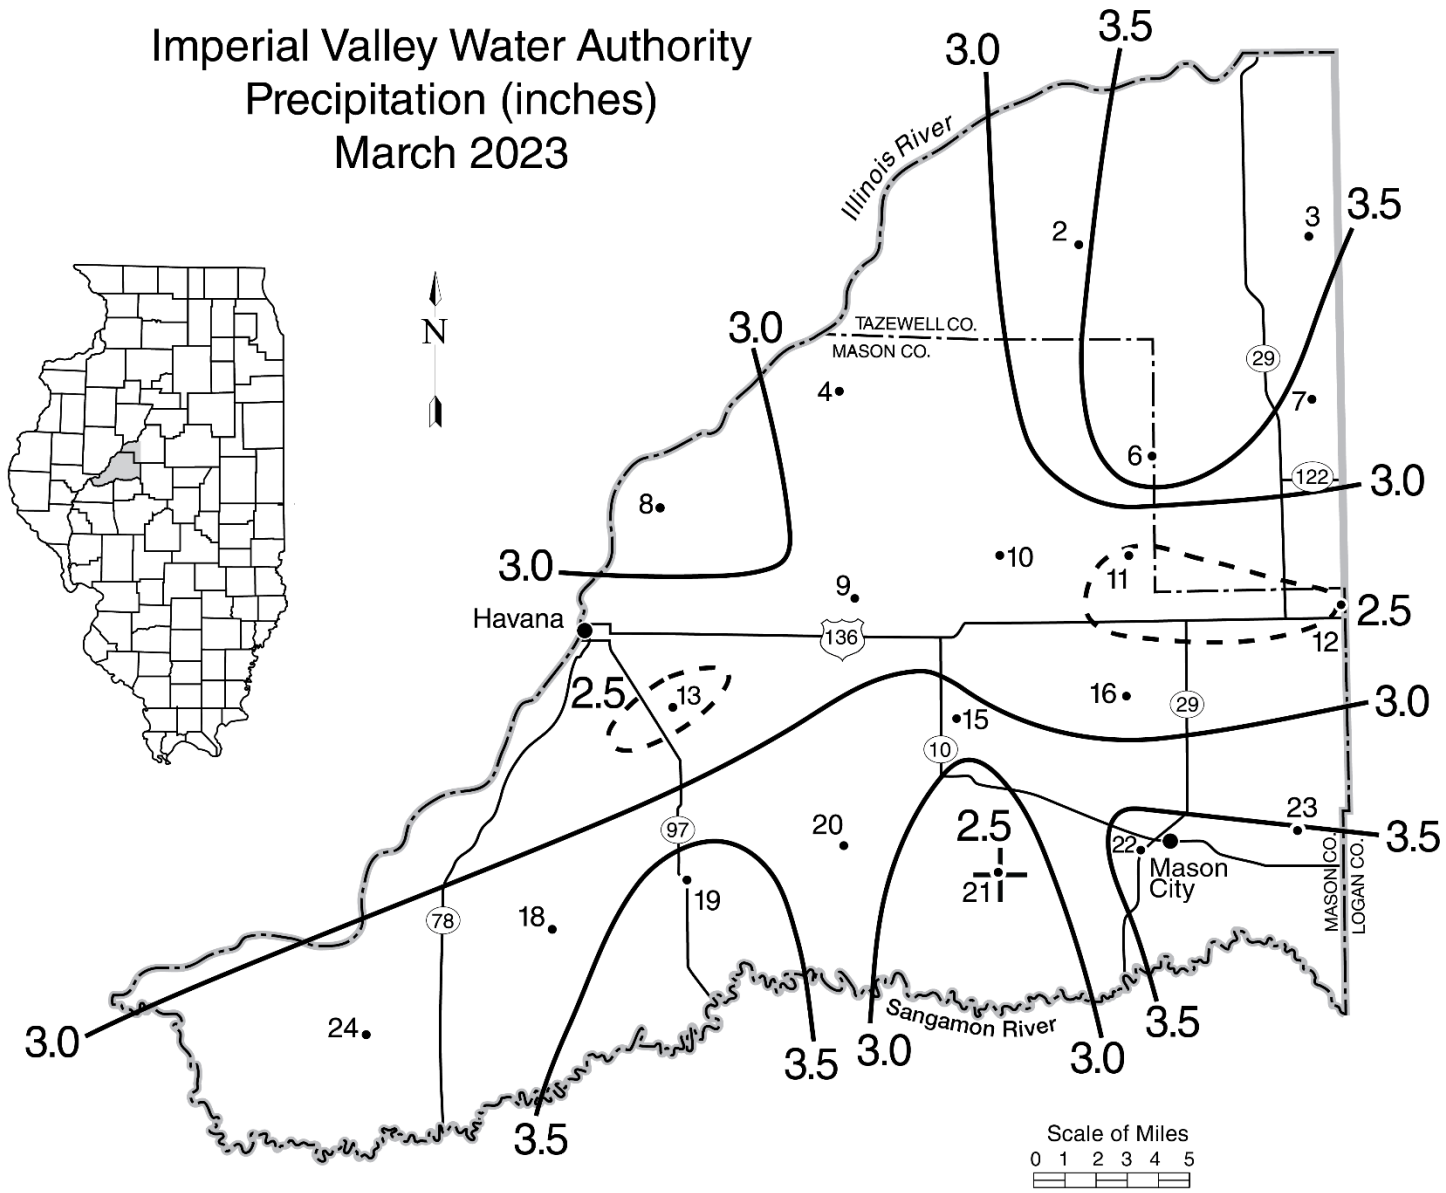 Imperial Valley Water Authority
Precipitation (inches)
March 2023
3.5
3.0
Illinois River
3
3.5
2
N
3.0
TAZEWELL CO.
MASON CO.
29
4
7
6
122
3.0
8
10
3.0
11
9
2.5
Havana
136
12
2.5
13
16
29
3.0
15
10
23
20
2.5
97
3.5
22
Mason
City
MASON CO.
LOGAN CO.
21
19
18
78
Sangamon River
3.5
24
3.0
3.5
3.0
3.0
3.5
Scale of Miles
0 1 2 3 4 5